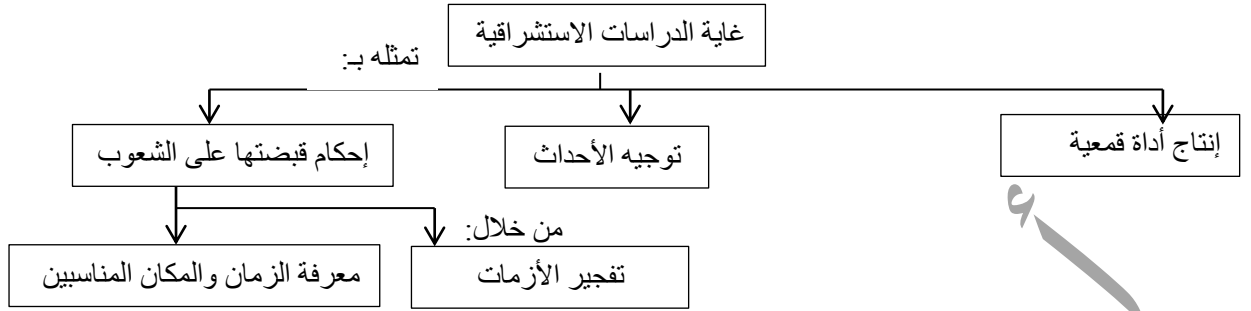 غاية الدراسات الاستشراقية
تمثله بـ:
إنتاج أداة قمعية
توجيه الأحداث
إحكام قبضتها على الشعوب
من خلال:
تفجير الأزمات
معرفة الزمان والمكان المناسبين